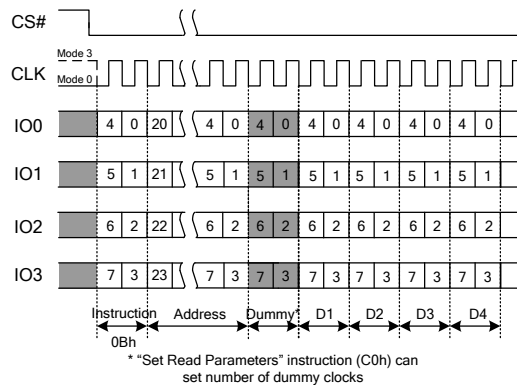 CS#
Mode 3
CLK
Mode 0
IO0 4 0 20 4 0 4 0 4 0 4 0 4 0 4 0
IO1 5 1 21 5 1 5 1 5 1 5 1 5 1 5 1
IO2 6 2 22 6 2 6 2 6 2 6 2 6 2 6 2
IO3 7 3 23 7 3 7 3 7 3 7 3 7 3 7 3
Instruction Address Dummy* D1 D2 D3 D4
0Bh
* "Set Read Parameters" instruction (C0h) can
set number of dummy clocks